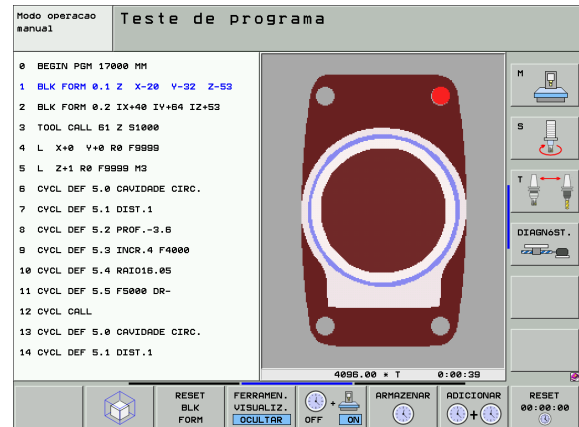 Modo operacao
manual
Teste de programa
0 BEGIN PGM 17000 MM
1 BLK FORM 0.1 Z X-20 Y-32 Z-53
2 BLK FORM 0.2 IX+40 IY+64 IZ+53
3 TOOL CALL 61 Z S1000
4 L X+0 Y+0 R0 F9999
5 L Z+1 R0 F9999 M3
6 CYCL DEF 5.0 CAVIDADE CIRC.
7 CYCL DEF 5.1 DIST.1
8 CYCL DEF 5.2 PROF.-3.6
9 CYCL DEF 5.3 INCR.4 F4000
10 CYCL DEF 5.4 RAIO16.05
11 CYCL DEF 5.5 F5000 DR-
12 CYCL CALL
13 CYCL DEF 5.0 CAVIDADE CIRC.
14 CYCL DEF 5.1 DIST.1
4096.00 * T 0:00:39
M
S
T
DIAGNóST.
RESET
BLK
FORM
FERRAMEN.
VISUALIZ.
OCULTAR
+
OFF ON
ARMAZENAR
ADICIONAR
+
RESET
00:00:00